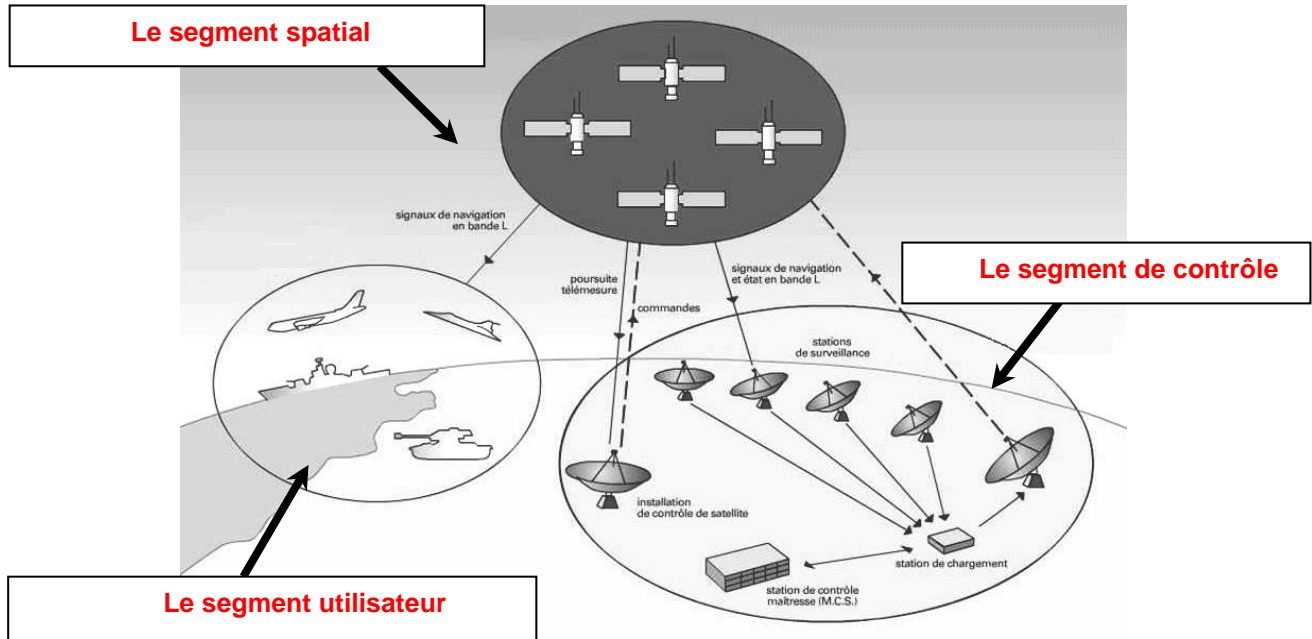 Le segment spatial
signaux de navigation
en bande L
poursuite
télémesure
commandes
signaux de navigation
et état en bande L
Le segment de contrôle
stations
de surveillance
installation
de contrôle de satellite
station de chargement
station de contrôle
maîtresse (M.C.S.)
Le segment utilisateur